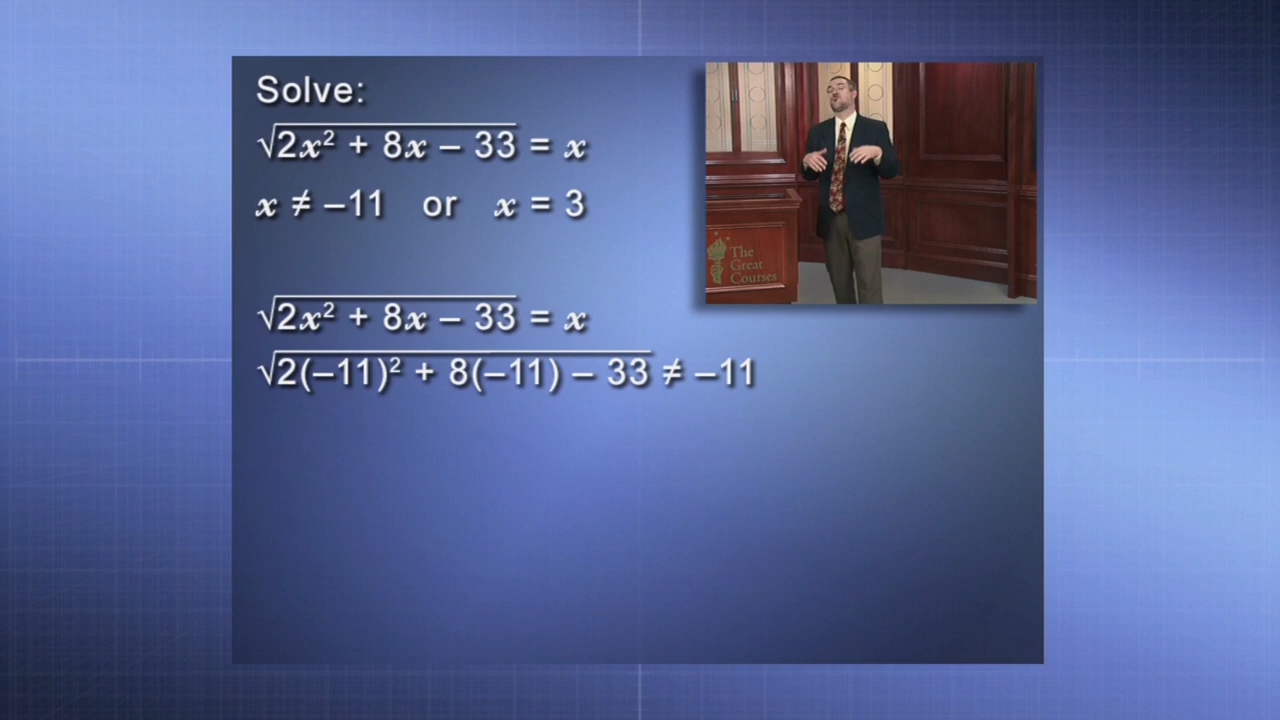 Solve:
√2x² + 8x – 33 = x
x ≠ –11 or x = 3
√2x² + 8x – 33 = x
√2(–11)² + 8(–11) – 33 ≠ –11
The
Great
Courses